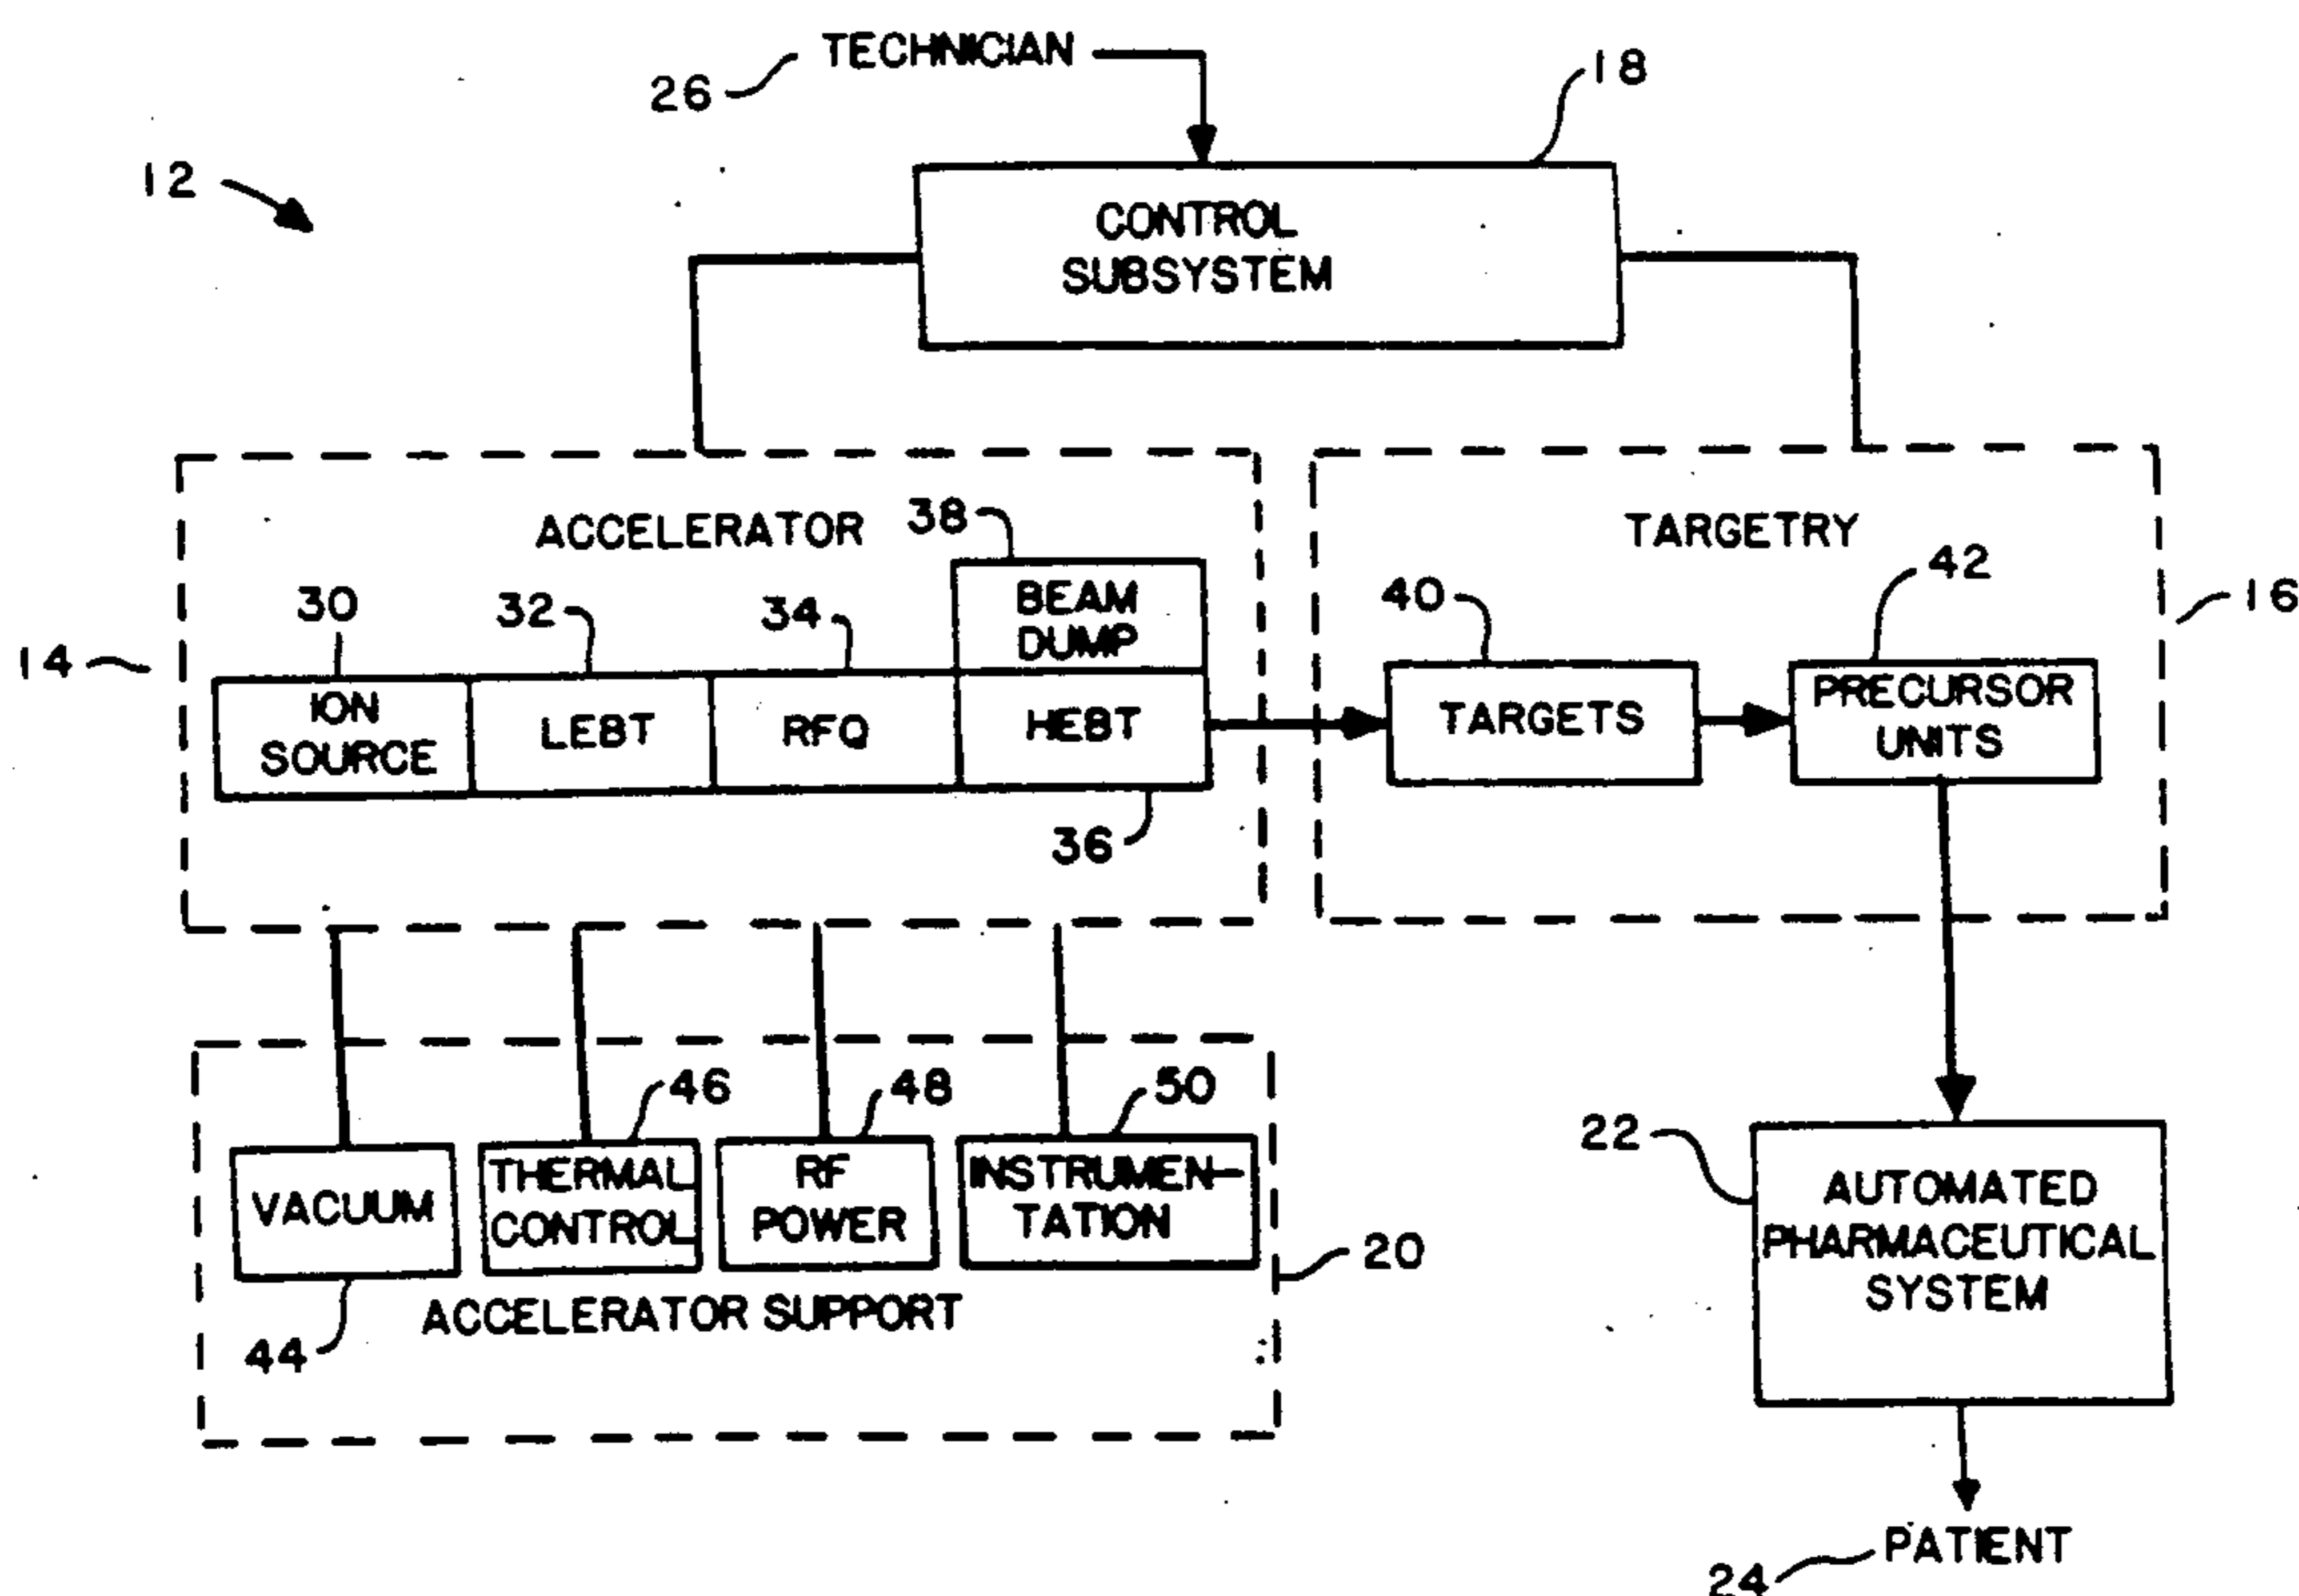 TECHNICIAN
26
18
12
CONTROL
SUBSYSTEM
ACCELERATOR
38
TARGETRY
30
32
34
BEAM
DUMP
40
42
16
14
ION
SOURCE
LEBT
RFQ
HEBT
TARGETS
PRECURSOR
UNITS
36
46
48
50
22
VACUUM
THERMAL
CONTROL
RF
POWER
INSTRUMEN-
TATION
AUTOMATED
PHARMACEUTICAL
SYSTEM
20
ACCELERATOR SUPPORT
44
PATIENT
24